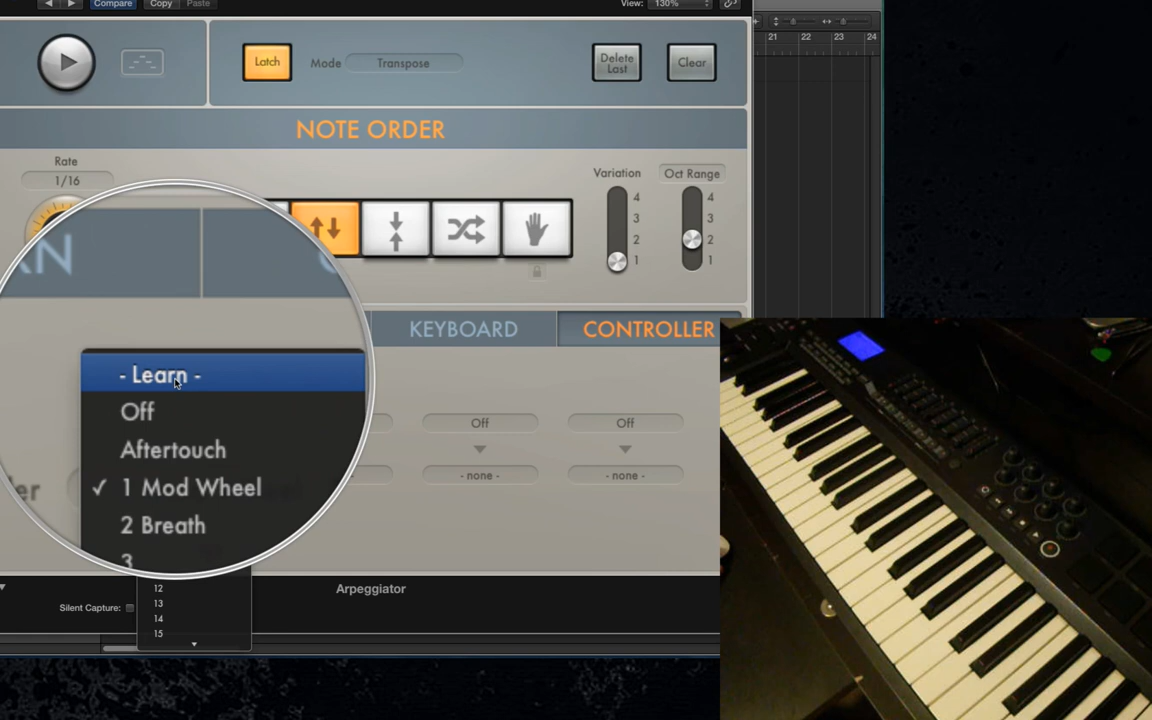 Compare Copy Paste View: 130%
21 22 23 24
Latch Mode Transpose Delete Last Clear
NOTE ORDER
Rate
1/16
Variation Oct Range
4 4
3 3
2 2
1 1
KEYBOARD CONTROLLER
- Learn -
Off
Aftertouch
✓ 1 Mod Wheel
2 Breath
3
Off Off
- none - - none -
12
13
14
15
Silent Capture:
Arpeggiator